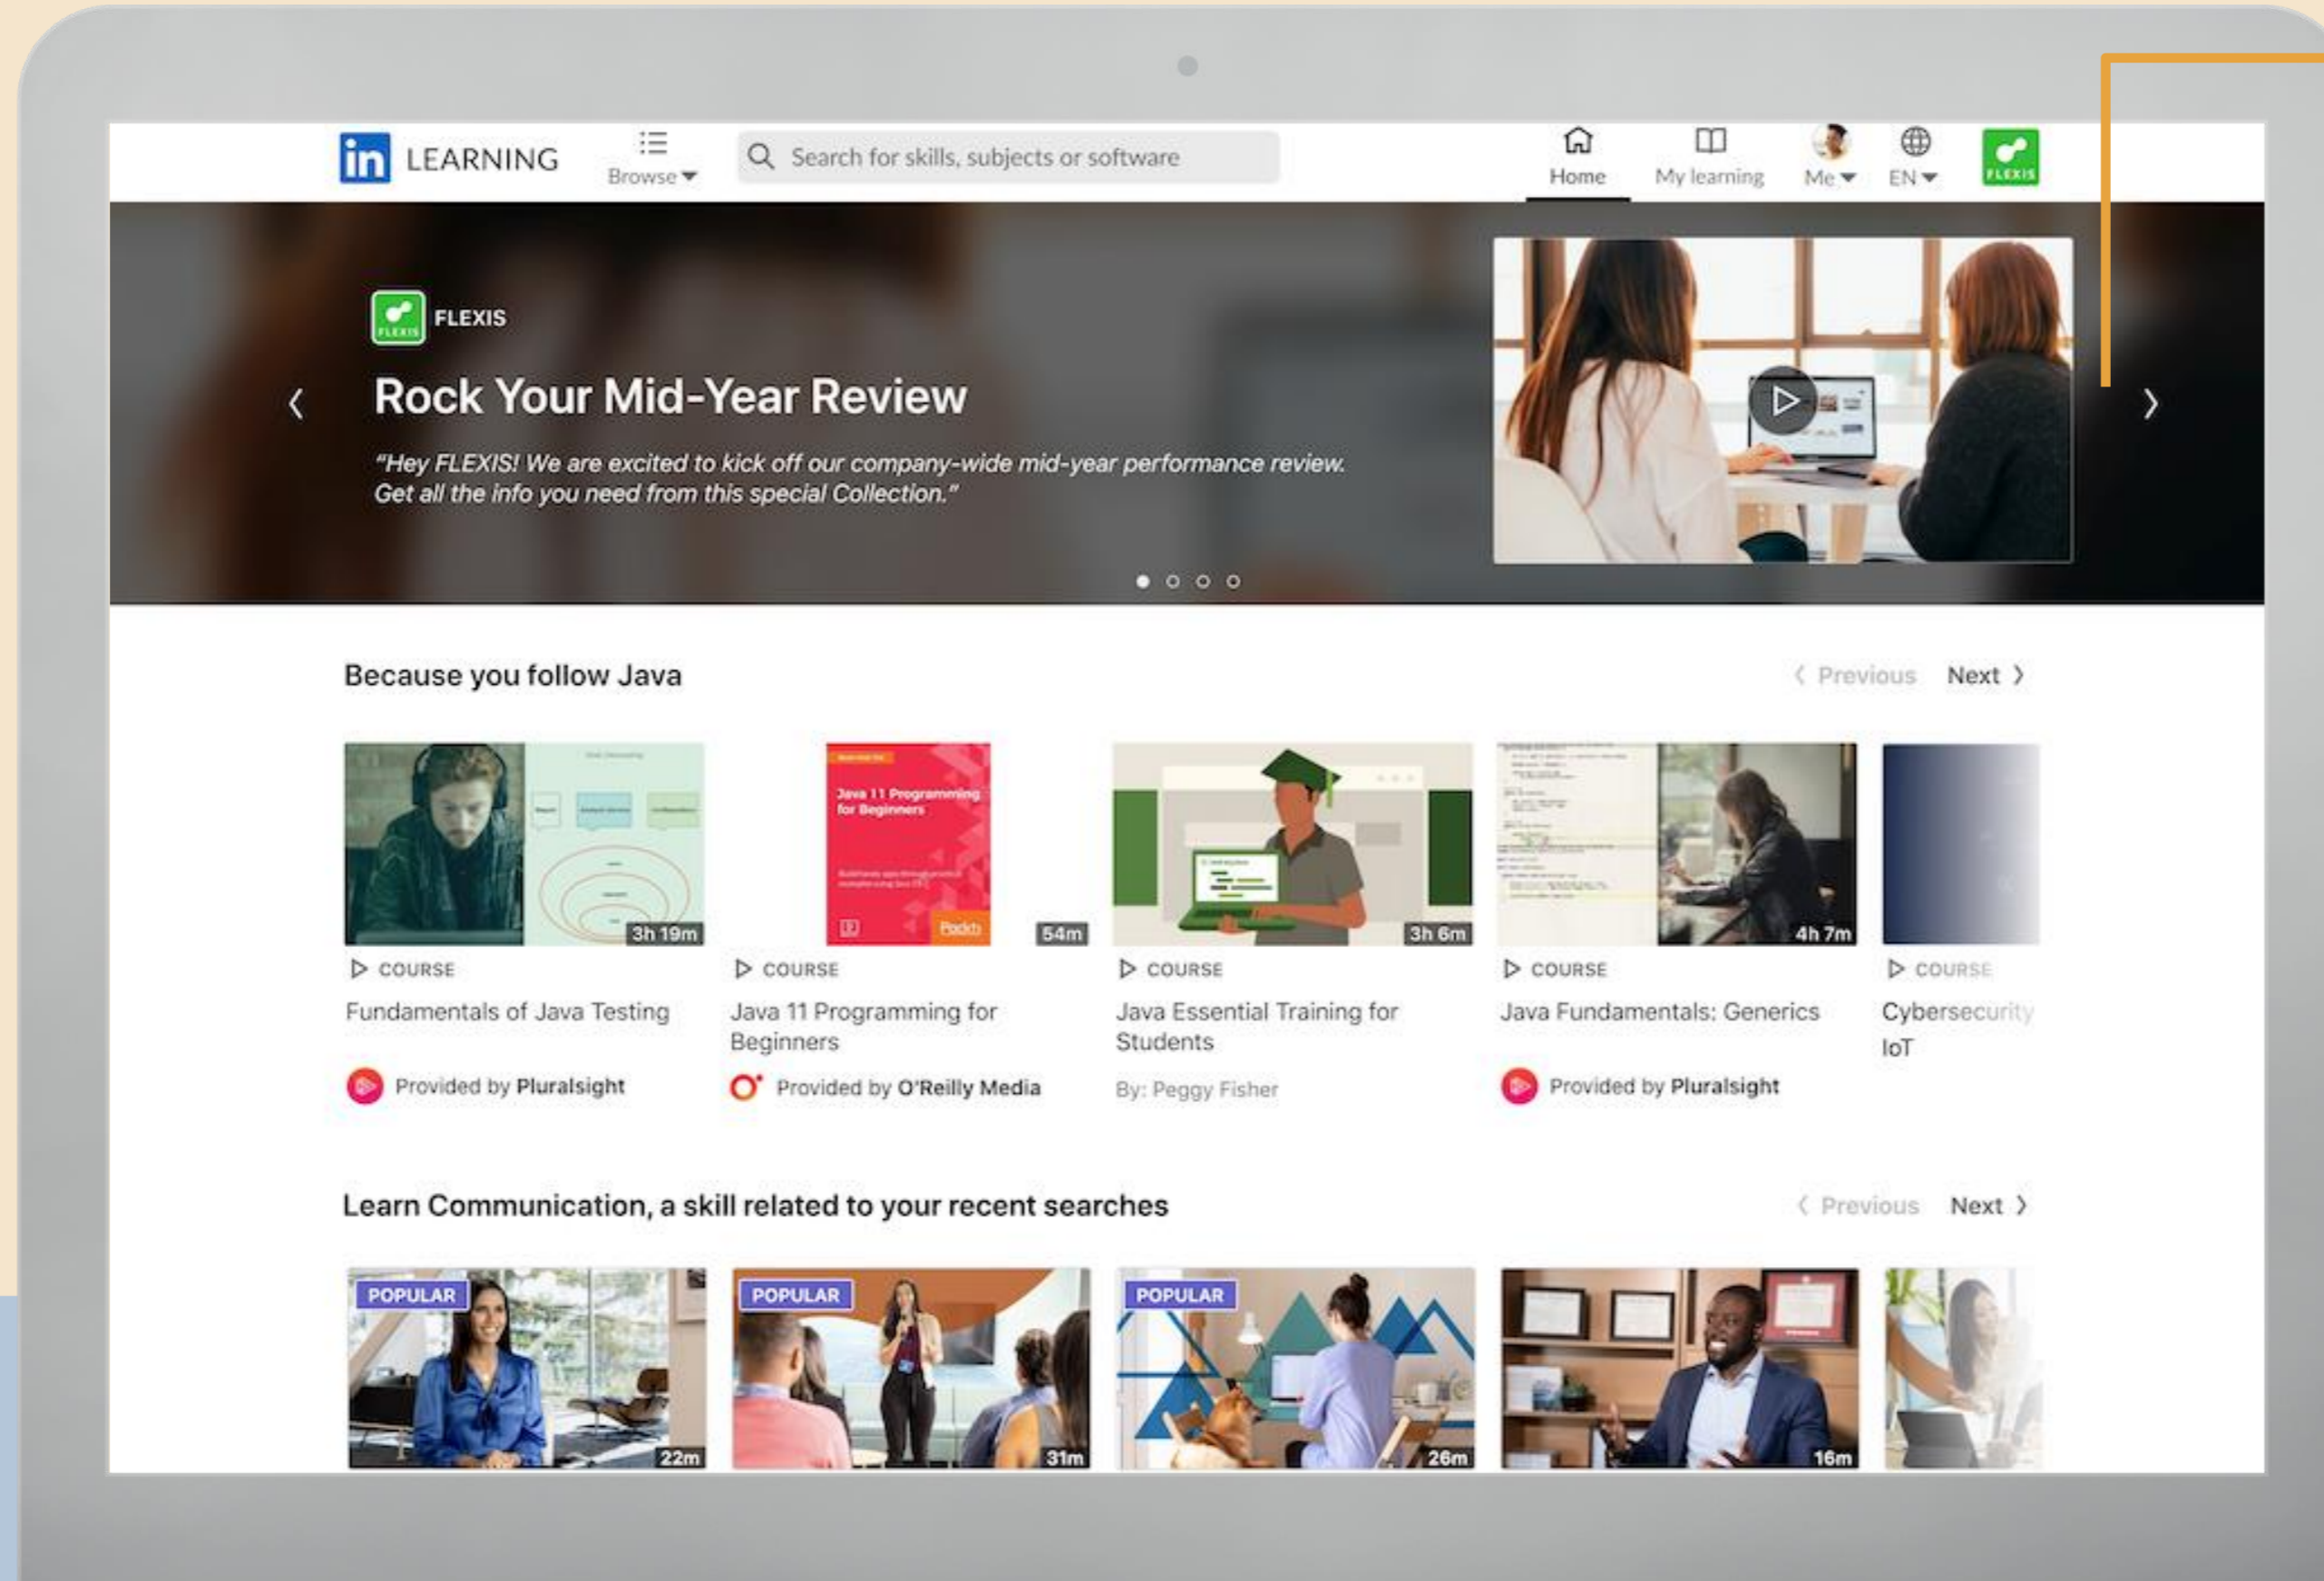 in LEARNING
Browse
Search for skills, subjects or software
Home
My learning
Me
EN
FLEXIS
FLEXIS
FLEXIS
Rock Your Mid-Year Review
"Hey FLEXIS! We are excited to kick off our company-wide mid-year performance review.
Get all the info you need from this special Collection."
Because you follow Java
Previous Next
3h 19m
COURSE
Fundamentals of Java Testing
Provided by Pluralsight
Java 11 Programming
for Beginners
Packt
54m
COURSE
Java 11 Programming for
Beginners
Provided by O'Reilly Media
3h 6m
COURSE
Java Essential Training for
Students
By: Peggy Fisher
4h 7m
COURSE
Java Fundamentals: Generics
Provided by Pluralsight
COURSE
Cybersecurity
IoT
Learn Communication, a skill related to your recent searches
Previous Next
POPULAR
22m
POPULAR
31m
POPULAR
26m
16m